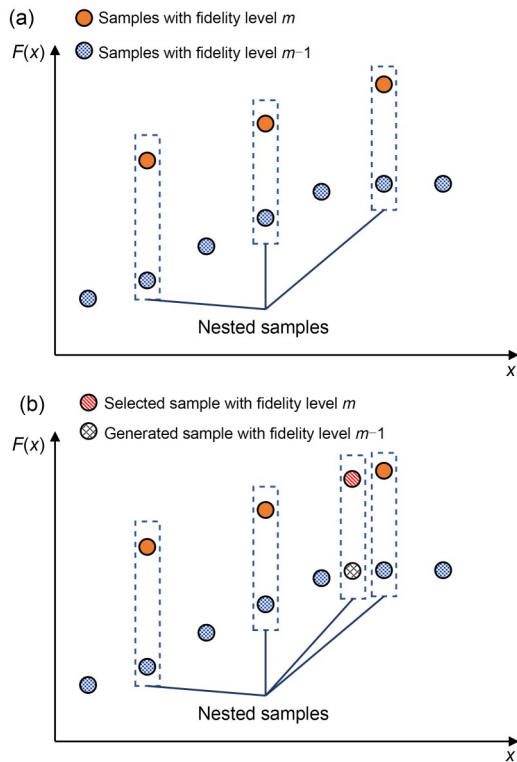 (a)
Samples with fidelity level m
Samples with fidelity level m−1
F(x)
Nested samples
x
(b)
Selected sample with fidelity level m
Generated sample with fidelity level m−1
F(x)
Nested samples
x